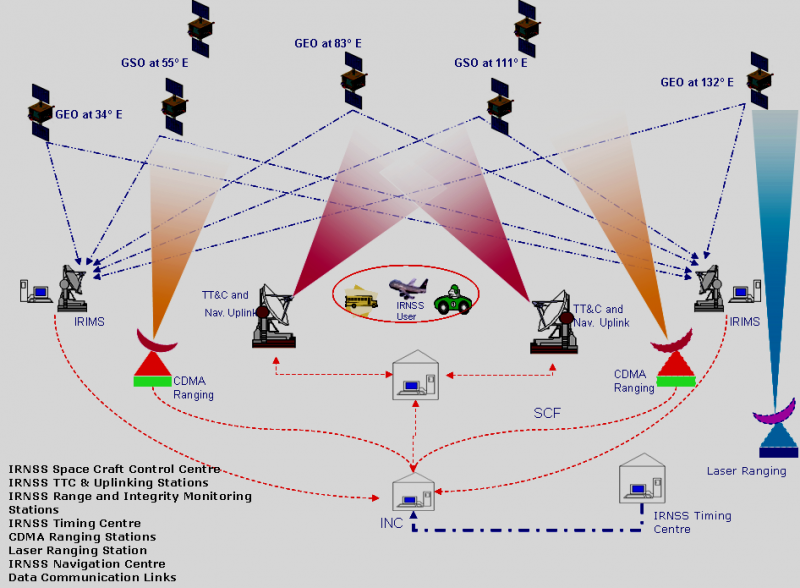 GEO at 83° E
GSO at 55° E
GSO at 111° E
GEO at 132° E
GEO at 34° E
TT&C and
Nav. Uplink
IRNSS
User
TT&C and
Nav. Uplink
IRIMS
IRIMS
CDMA
Ranging
CDMA
Ranging
SCF
Laser Ranging
IRNSS Space Craft Control Centre
IRNSS TTC & Uplinking Stations
IRNSS Range and Integrity Monitoring
Stations
IRNSS Timing Centre
CDMA Ranging Stations
Laser Ranging Station
IRNSS Navigation Centre
Data Communication Links
INC
IRNSS Timing
Centre